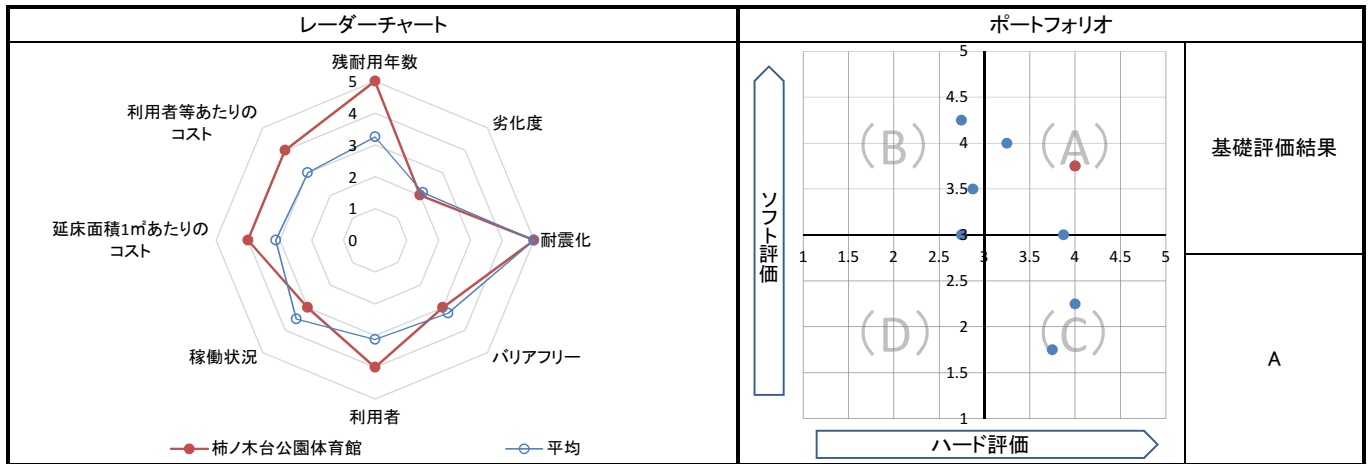 レーダーチャート
残耐用年数
劣化度
耐震化
バリアフリー
利用者
稼働状況
延床面積1㎡あたりの
コスト
利用者等あたりの
コスト
5
4
3
2
1
0
柿ノ木台公園体育館
平均
ポートフォリオ
ソフト評価
5
4.5
4
3.5
3
2.5
2
1.5
1
1 1.5 2 2.5 3 3.5 4 4.5 5
(B)
(A)
(D)
(C)
ハード評価
基礎評価結果
A